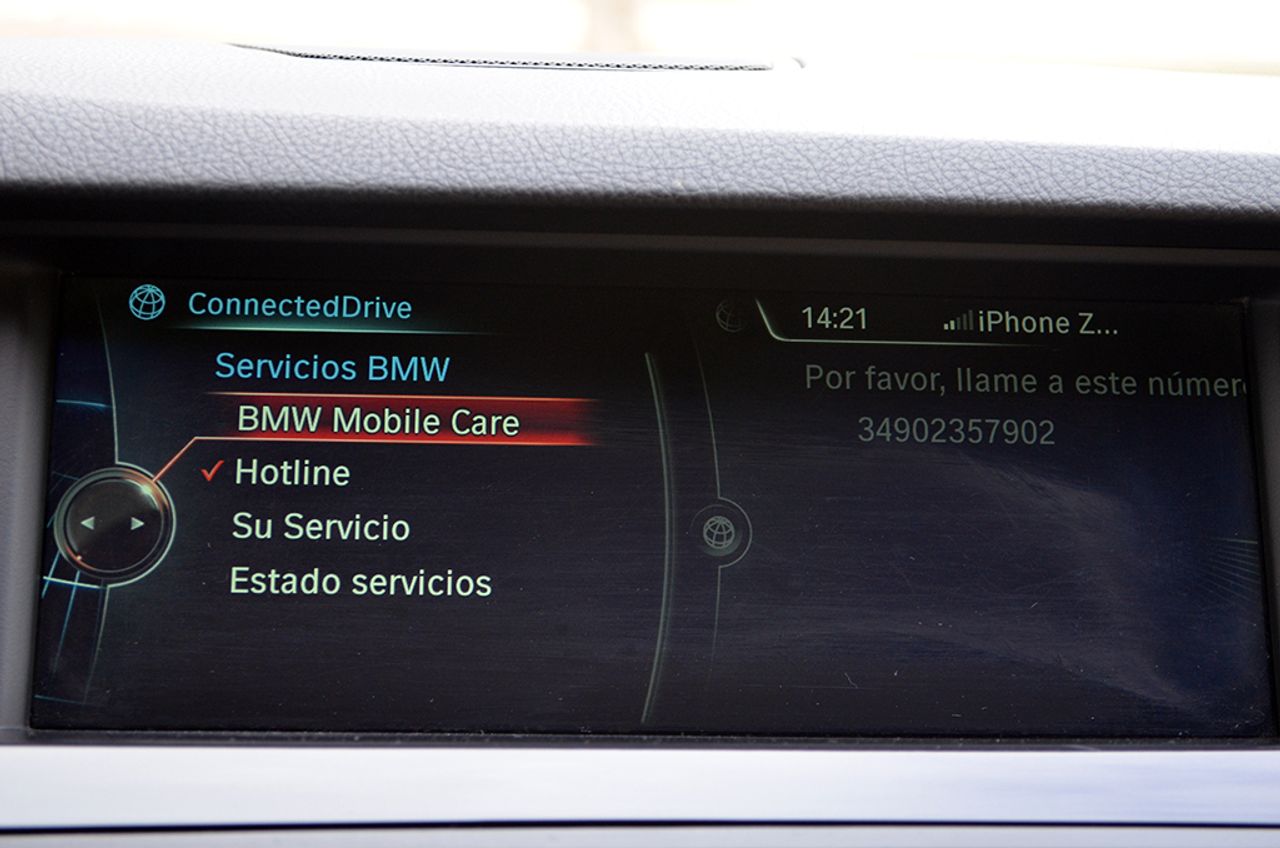 ConnectedDrive
Servicios BMW
BMW Mobile Care
Hotline
Su Servicio
Estado servicios
14:21 iPhone Z...
Por favor, llame a este númer
34902357902